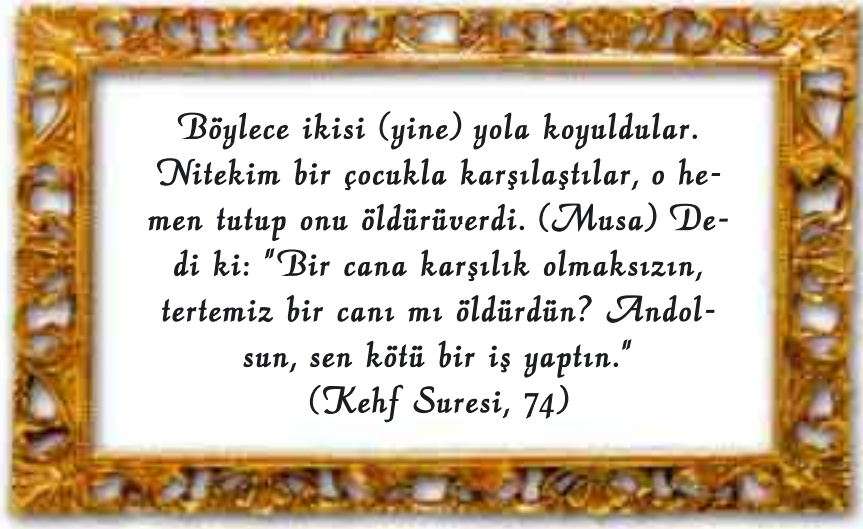 Böylece ikisi (yine) yola koyuldular.
Nitekim bir çocukla karşılaştılar, o he-
men tutup onu öldürüverdi. (Musa) De-
di ki: "Bir cana karşılık olmaksızın,
tertemiz bir canı mı öldürdün? Andol-
sun, sen kötü bir iş yaptın."
(Kehf Suresi, 74)